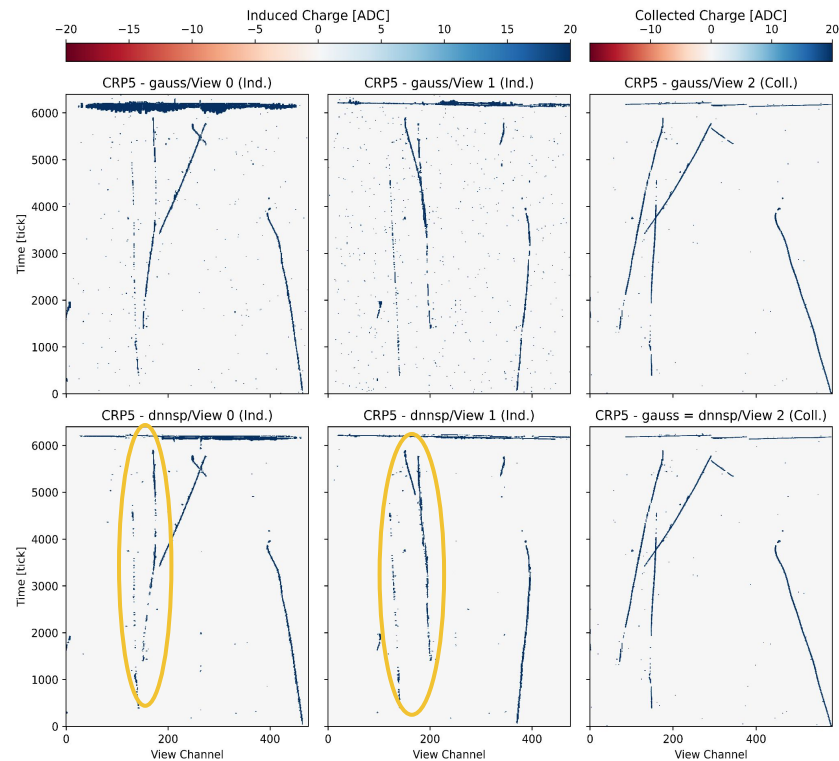 Induced Charge [ADC]
Collected Charge [ADC]
−20 −15 −10 −5 0 5 10 15 20
−10 0 10 20
CRP5 - gauss/View 0 (Ind.)
CRP5 - gauss/View 1 (Ind.)
CRP5 - gauss/View 2 (Coll.)
Time [tick]
6000
5000
4000
3000
2000
1000
0
CRP5 - dnnsp/View 0 (Ind.)
CRP5 - dnnsp/View 1 (Ind.)
CRP5 - gauss = dnnsp/View 2 (Coll.)
Time [tick]
6000
5000
4000
3000
2000
1000
0
0 200 400
0 200 400
0 200 400
View Channel
View Channel
View Channel